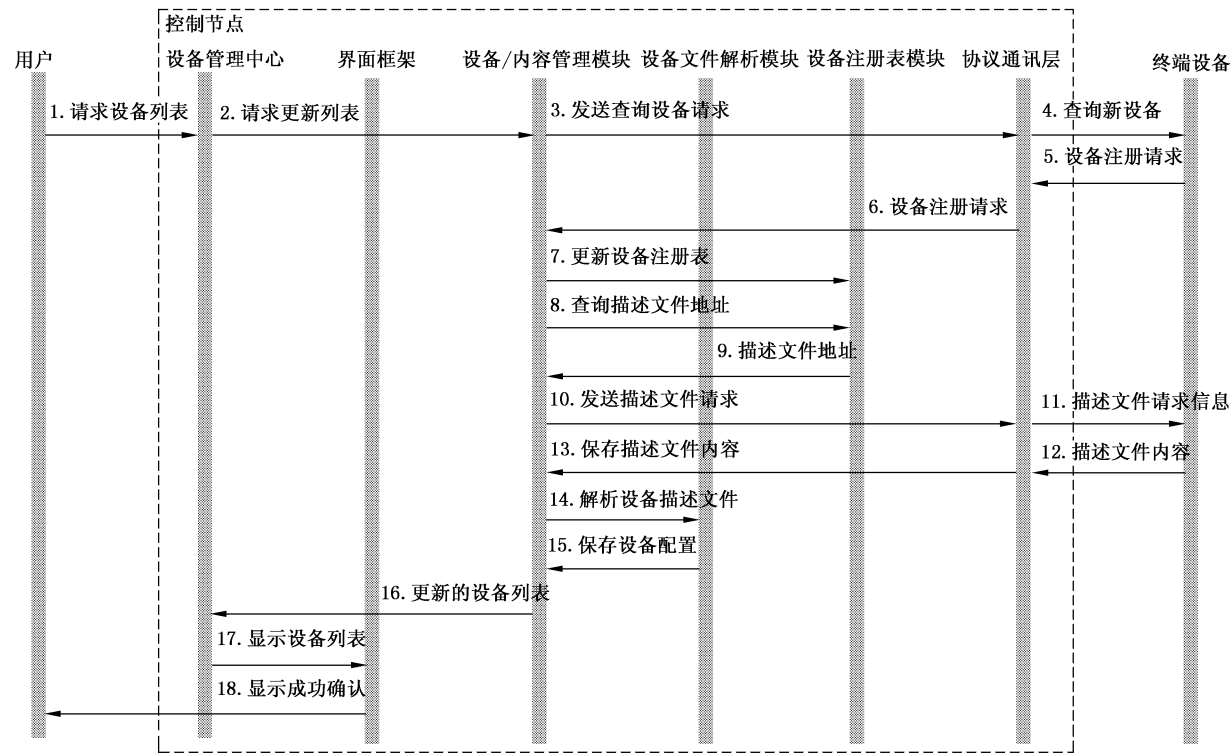 控制节点
用户
设备管理中心
界面框架
设备/内容管理模块
设备文件解析模块
设备注册表模块
协议通讯层
终端设备
1.请求设备列表
2.请求更新列表
3.发送查询设备请求
4.查询新设备
5.设备注册请求
6.设备注册请求
7.更新设备注册表
8.查询描述文件地址
9.描述文件地址
10.发送描述文件请求
11.描述文件请求信息
13.保存描述文件内容
12.描述文件内容
14.解析设备描述文件
15.保存设备配置
16.更新的设备列表
17.显示设备列表
18.显示成功确认